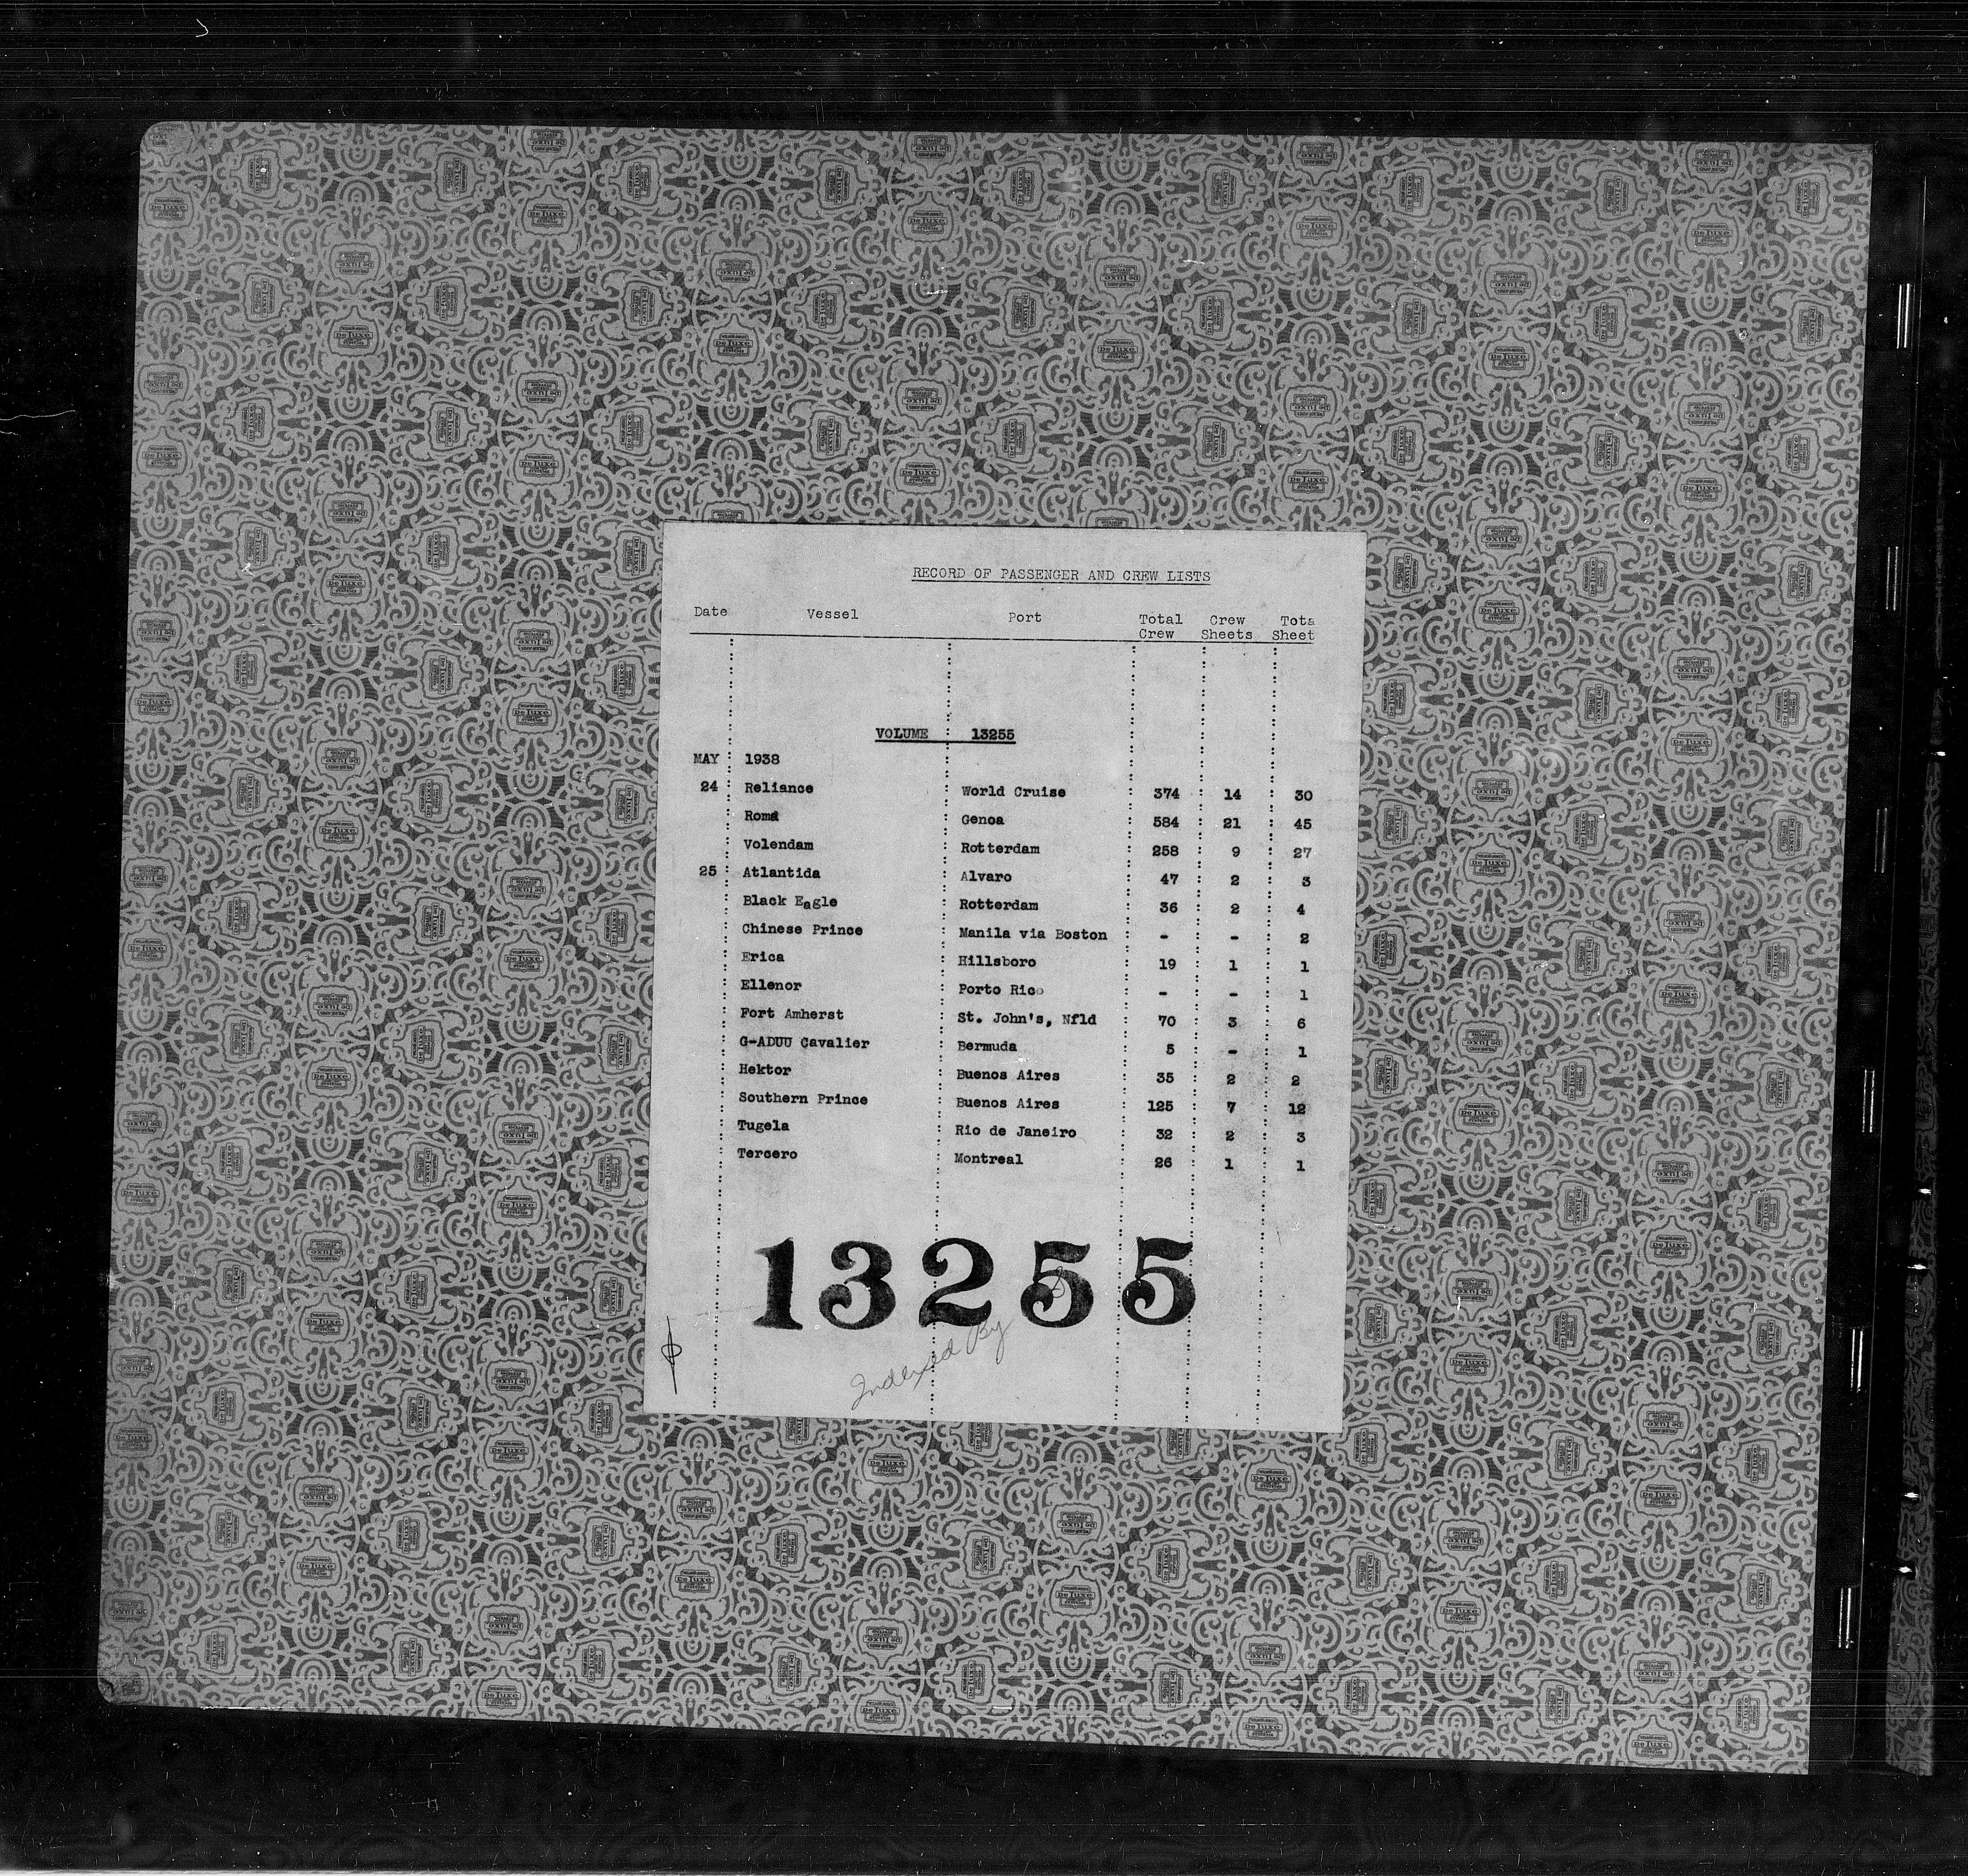 RECORD OF PASSENGER AND CREW LISTS
Date Vessel Port Total Crew Tota
Crew Sheets Sheet
VOLUME 13255
MAY 1938
24 Reliance World Cruise 374 14 30
Roma Genoa 584 21 45
Volendam Rotterdam 258 9 27
25 Atlantida Alvaro 47 2 3
Black Eagle Rotterdam 36 2 4
Chinese Prince Manila via Boston - - 2
Erica Hillsboro 19 1 1
Ellenor Porto Rico - - 1
Fort Amherst St. John's, Nfld 70 3 6
G-ADUU Cavalier Bermuda 5 - 1
Hektor Buenos Aires 35 2 2
Southern Prince Buenos Aires 125 7 12
Tugela Rio de Janeiro 32 2 3
Tercero Montreal 26 1 1
13255
Indexed By